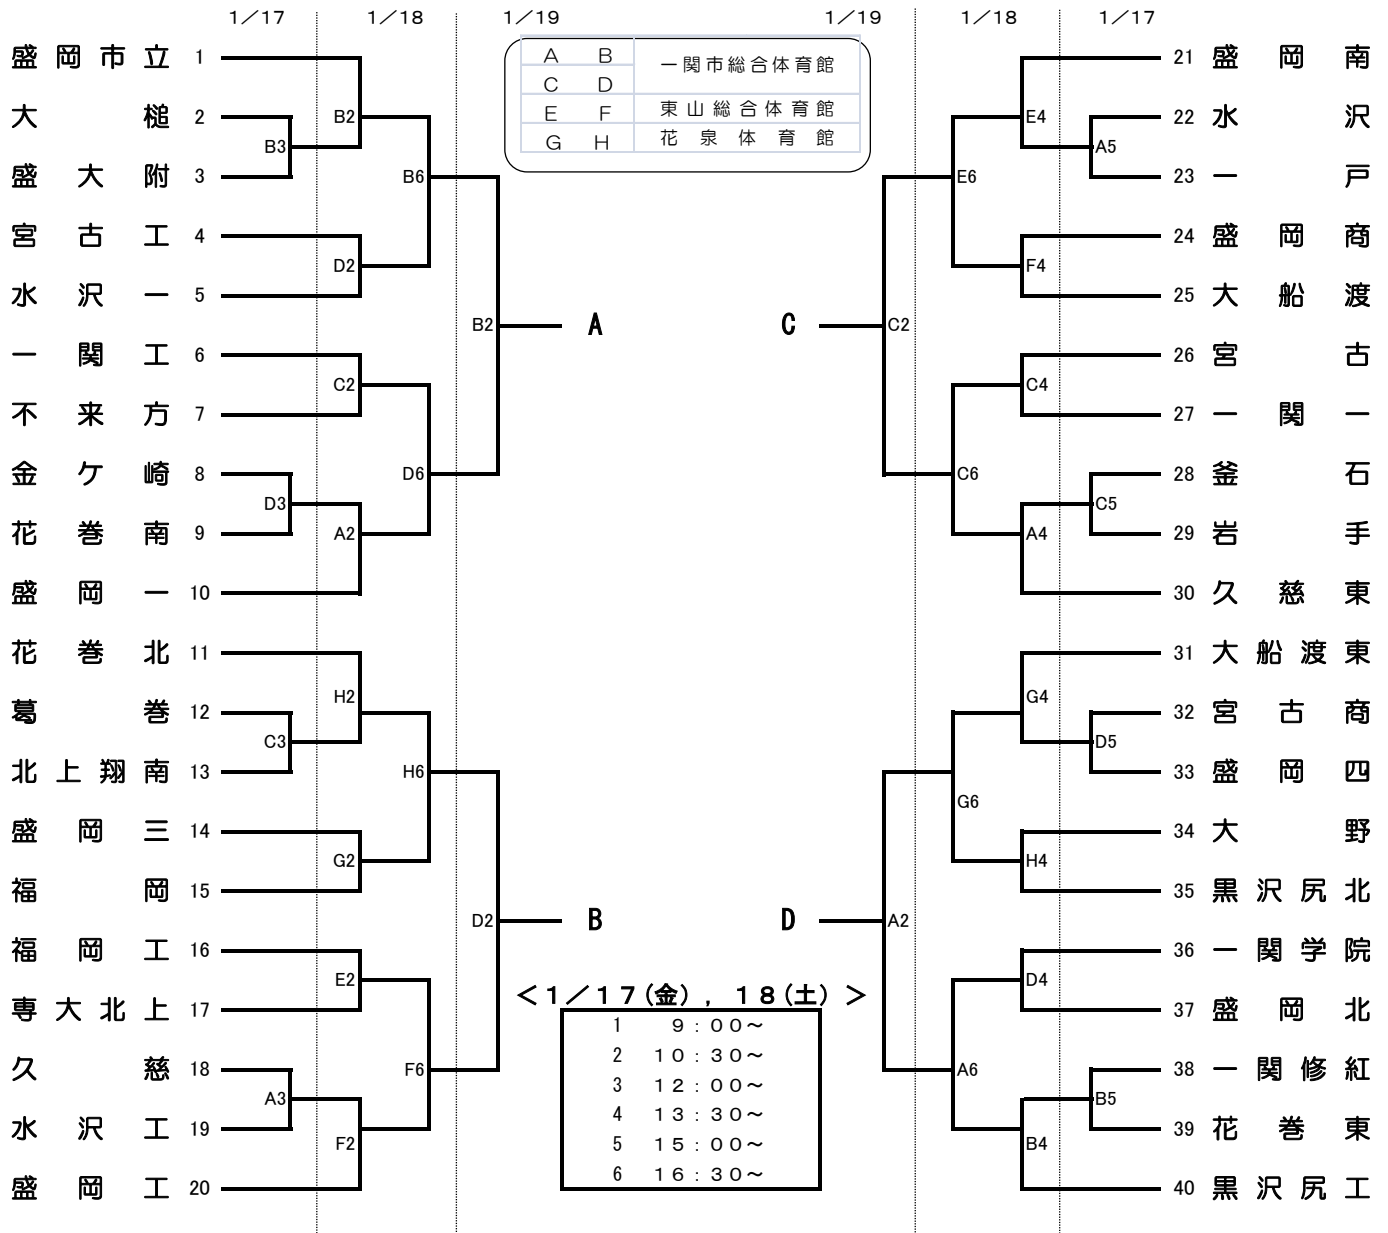 1／17 1／18 1／19 1／19 1／18 1／17
A B 一関市総合体育館
C D
E F 東山総合体育館
G H 花泉体育館
盛岡市立 1
大槌 2
盛大附 3
宮古工 4
水沢一 5
一関工 6
不来方 7
金ケ崎 8
花巻南 9
盛岡一 10
花巻北 11
葛巻 12
北上翔南 13
盛岡三 14
福岡 15
福岡工 16
専大北上 17
久慈 18
水沢工 19
盛岡工 20
B3
D3
C3
A3
B2
D2
C2
A2
H2
G2
E2
F2
B6
D6
H6
F6
B2
D2
A
B
C
D
C2
A2
E6
C6
G6
A6
E4
F4
C4
A4
G4
H4
D4
B4
A5
C5
D5
B5
21 盛岡南
22 水沢
23 一戸
24 盛岡商
25 大船渡
26 宮古
27 一関一
28 釜石
29 岩手
30 久慈東
31 大船渡東
32 宮古商
33 盛岡四
34 大野
35 黒沢尻北
36 一関学院
37 盛岡北
38 一関修紅
39 花巻東
40 黒沢尻工
＜１／１７(金)，１８(土)＞
1 ９：００～
2 １０：３０～
3 １２：００～
4 １３：３０～
5 １５：００～
6 １６：３０～